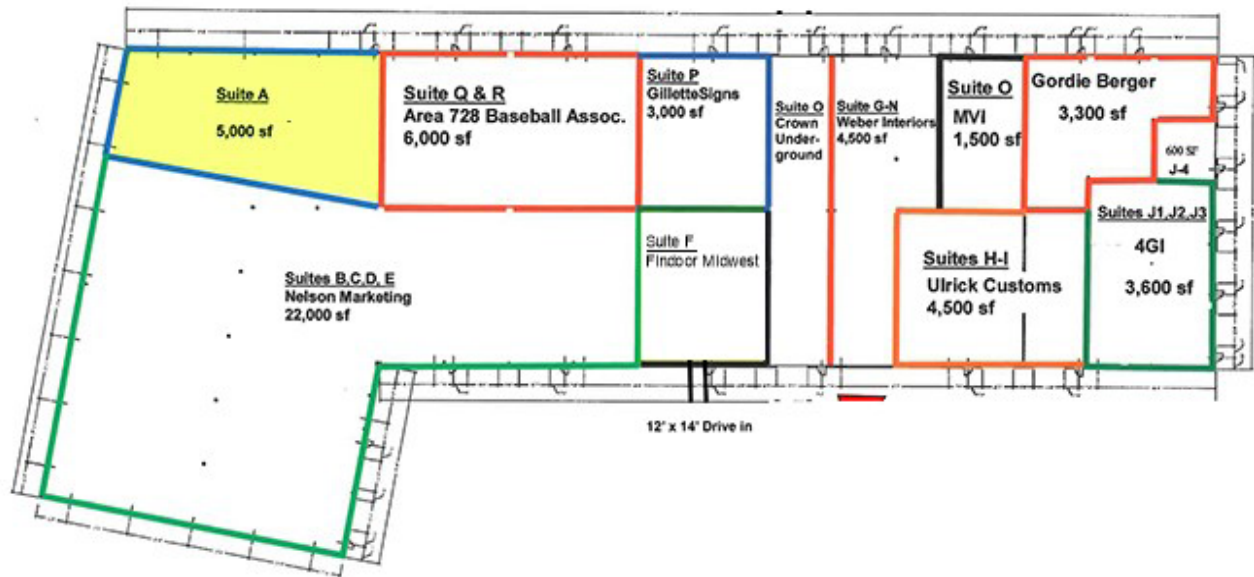 Suite A
5,000 sf
Suite Q & R
Area 728 Baseball Assoc.
6,000 sf
Suite P
GilletteSigns
3,000 sf
Suite O
Crown
Under-
ground
Suite G-N
Weber Interiors
4,500 sf
Suite O
MVI
1,500 sf
Gordie Berger
3,300 sf
600 SF
J-4
Suites J1,J2,J3
4GI
3,600 sf
Suites H-I
Ulrick Customs
4,500 sf
Suite F
Findoor Midwest
Suites B,C,D, E
Nelson Marketing
22,000 sf
12' x 14' Drive in